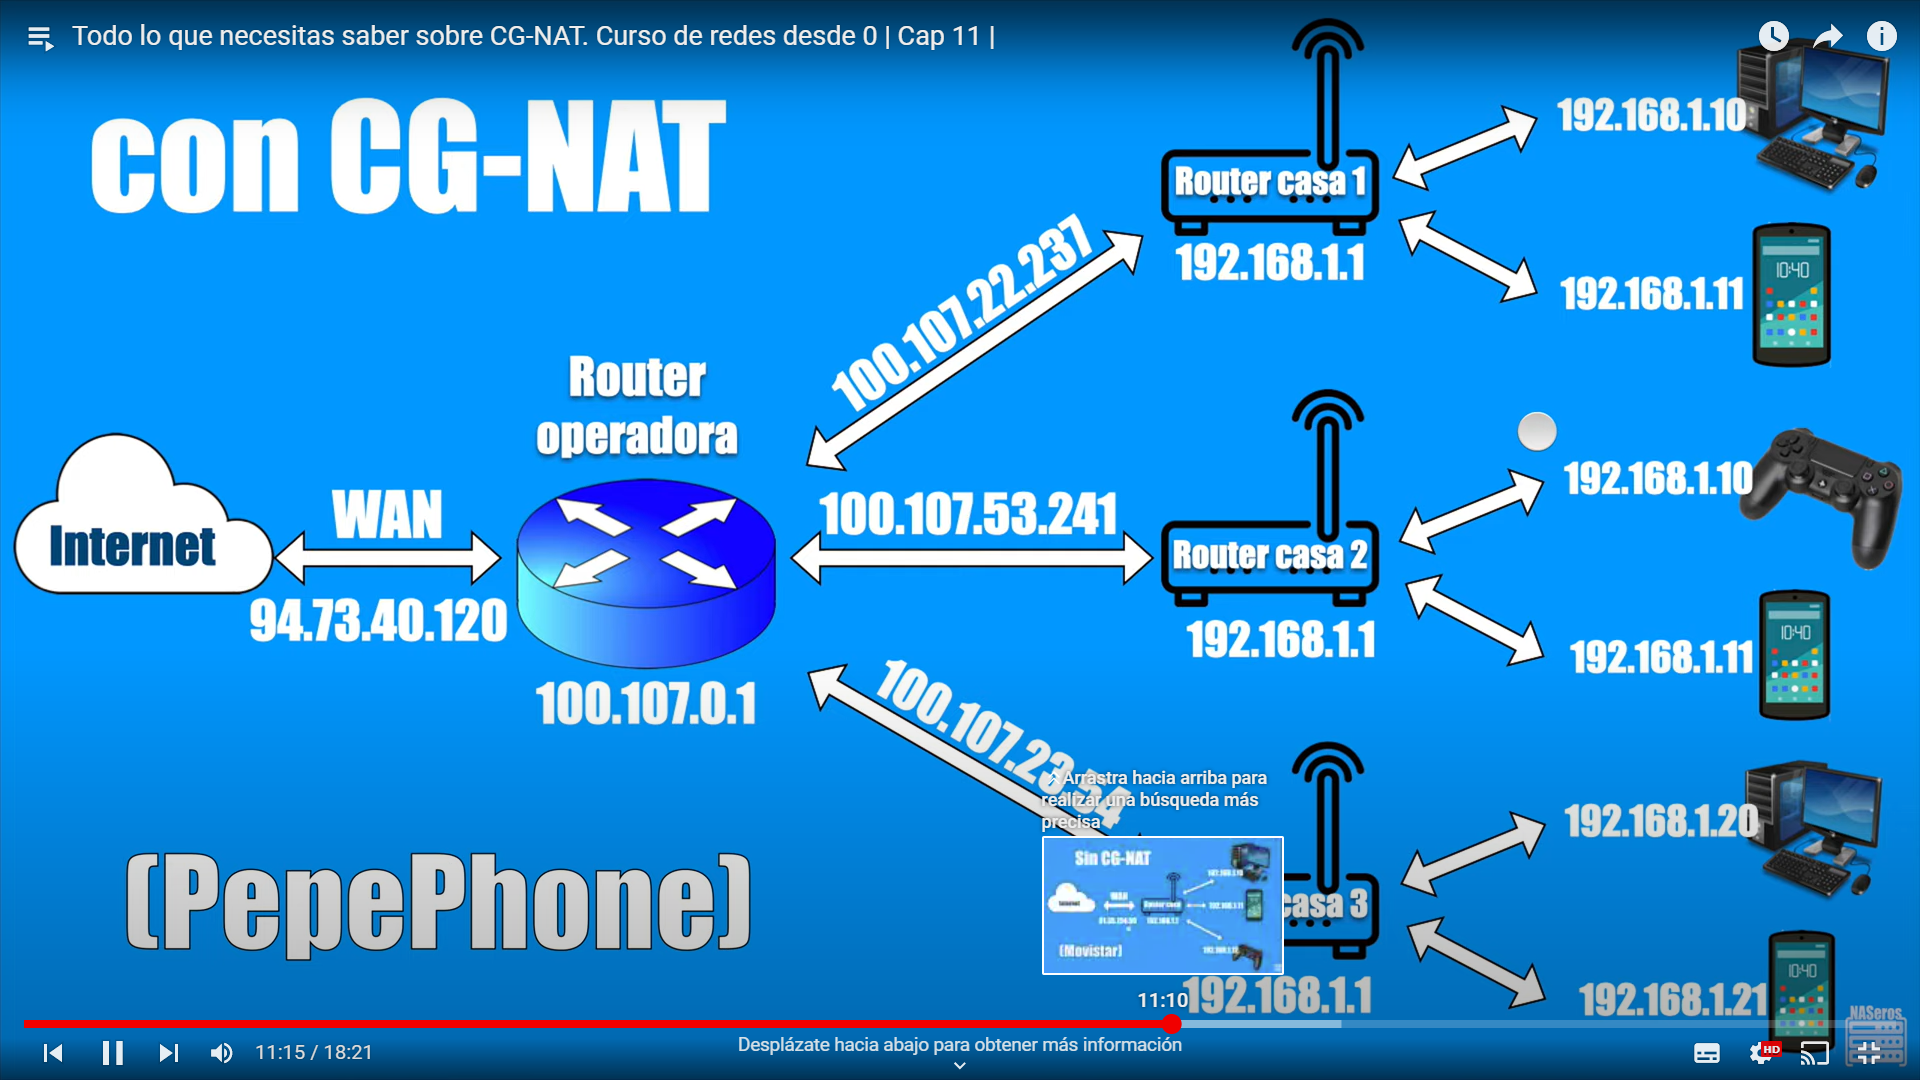 Todo lo que necesitas saber sobre CG-NAT. Curso de redes desde 0 | Cap 11 |
con CG-NAT
Router casa 1
192.168.1.1
192.168.1.10
192.168.1.11
100.107.22.237
Router
operadora
Internet
WAN
94.73.40.120
100.107.0.1
100.107.53.241
Router casa 2
192.168.1.1
192.168.1.10
192.168.1.11
10:40
10:40
100.107.23.54
Arrastra hacia arriba para
realizar una búsqueda más
precisa
Sin CG-NAT
Internet
WAN
Router casa
(Movistar)
casa 3
192.168.1.1
192.168.1.20
192.168.1.21
10:40
(PepePhone)
11:10
NASeros
11:15 / 18:21
Desplázate hacia abajo para obtener más información
HD